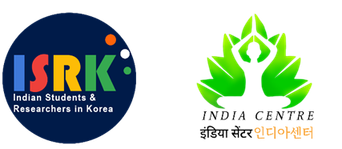 ISRK
Indian Students &
Researchers in Korea
INDIA CENTRE
इंडिया सेंटर 인디아센터